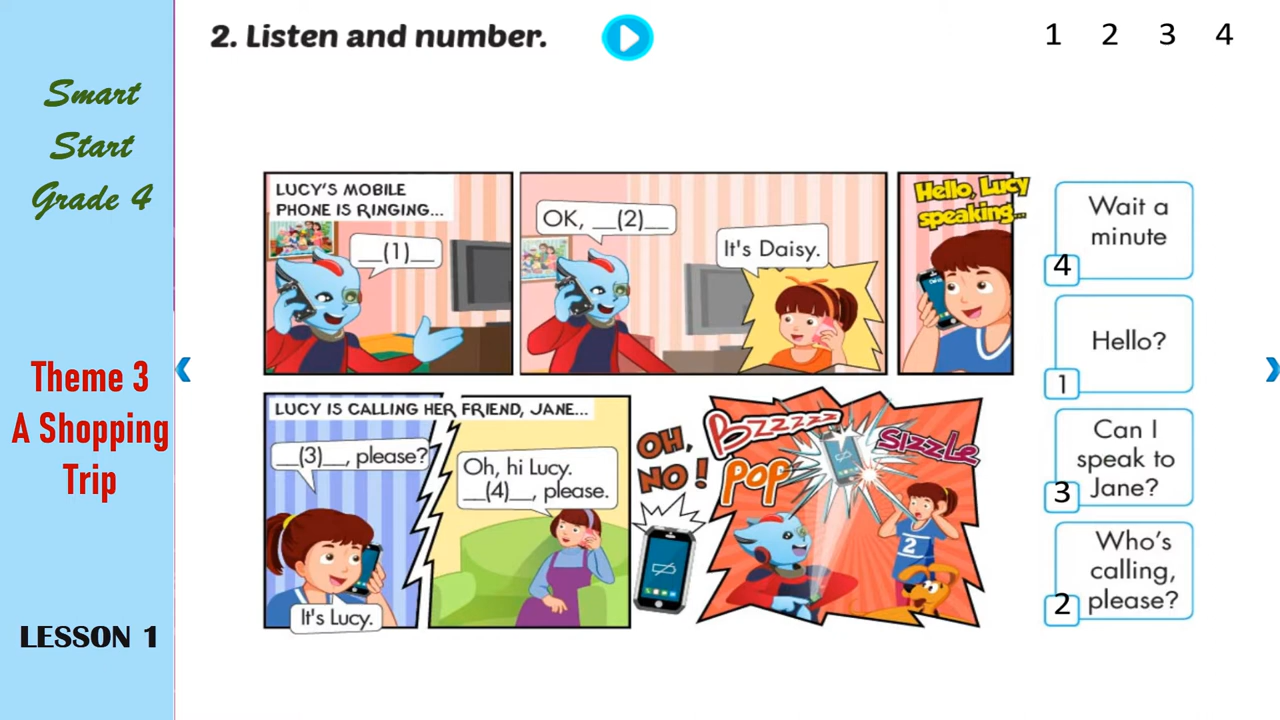 2. Listen and number.
1 2 3 4
Smart
Start
Grade 4
Theme 3
A Shopping
Trip
LESSON 1
LUCY'S MOBILE
PHONE IS RINGING...
__(1)__
OK, __(2)__
It's Daisy.
Hello, Lucy
speaking...
LUCY IS CALLING HER FRIEND, JANE...
__(3)__, please?
It's Lucy.
Oh, hi Lucy.
__(4)__, please.
OH,
NO!
BZZZZZZ
POP
SIZZLE
2
Wait a
minute
4
Hello?
1
Can I
speak to
Jane?
3
Who's
calling,
please?
2